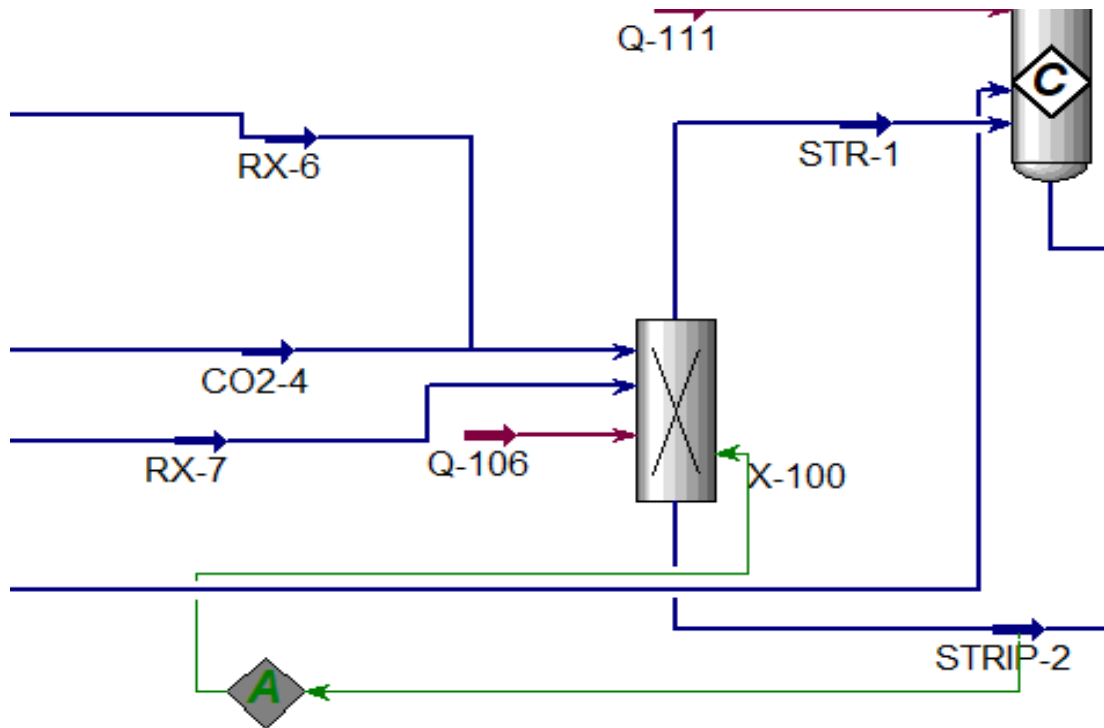 Q-111
C
RX-6
STR-1
CO2-4
RX-7
Q-106
X-100
STRIP-2
A